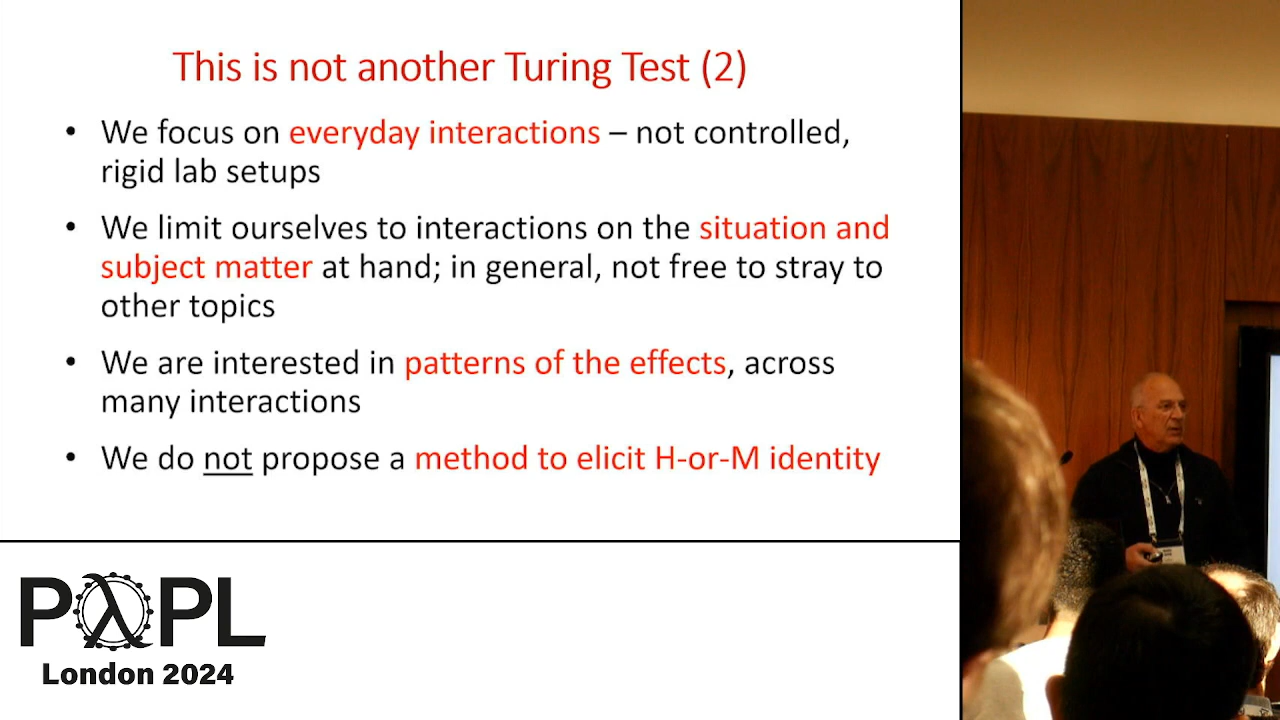 This is not another Turing Test (2)
• We focus on everyday interactions – not controlled,
rigid lab setups
• We limit ourselves to interactions on the situation and
subject matter at hand; in general, not free to stray to
other topics
• We are interested in patterns of the effects, across
many interactions
• We do not propose a method to elicit H-or-M identity
PλPL
London 2024